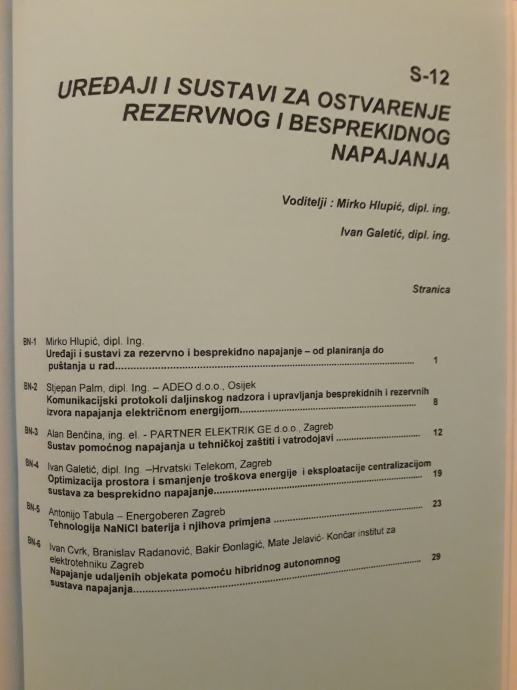 S-12
UREĐAJI I SUSTAVI ZA OSTVARENJE
REZERVNOG I BESPREKIDNOG
NAPAJANJA
Voditelji : Mirko Hlupić, dipl. ing.
Ivan Galetić, dipl. ing.
Stranica
BN-1 Mirko Hlupić, dipl. Ing.
Uređaji i sustavi za rezervno i besprekidno napajanje – od planiranja do
puštanja u rad.......... 1
BN-2 Stjepan Palm, dipl. Ing. – ADEO d.o.o., Osijek
Komunikacijski protokoli daljinskog nadzora i upravljanja besprekidnih i rezervnih
izvora napajanja električnom energijom.......... 8
BN-3 Alan Benčina, ing. el. - PARTNER ELEKTRIK GE d.o.o., Zagreb
Sustav pomoćnog napajanja u tehničkoj zaštiti i vatrodojavi .......... 12
BN-4 Ivan Galetić, dipl. Ing. –Hrvatski Telekom, Zagreb
Optimizacija prostora i smanjenje troškova energije i eksploatacije centralizacijom
sustava za besprekidno napajanje.......... 19
BN-5 Antonijo Tabula – Energoberen Zagreb
Tehnologija NaNiCl baterija i njihova primjena .......... 23
BN-6 Ivan Cvrk, Branislav Radanović, Bakir Đonlagić, Mate Jelavić- Končar institut za
elektrotehniku Zagreb
Napajanje udaljenih objekata pomoću hibridnog autonomnog
sustava napajanja.......... 29